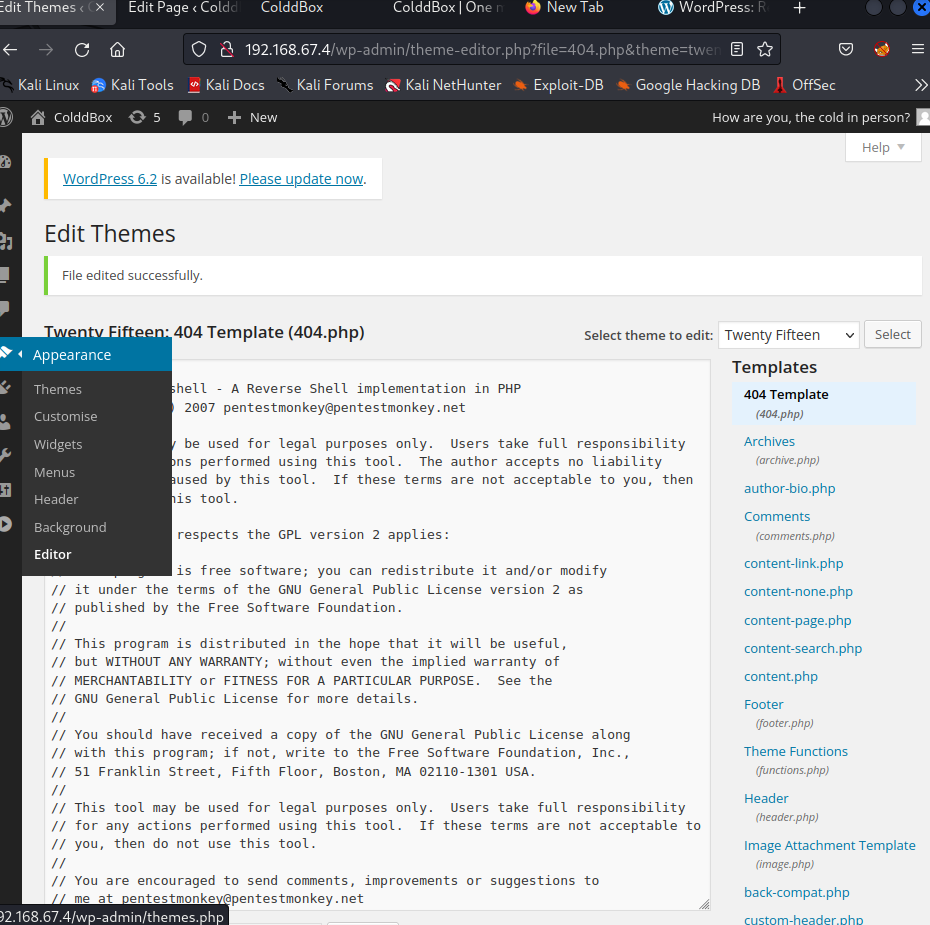 Edit Themes ‹ C
Edit Page ‹ Coldd
ColddBox
ColddBox | One m
New Tab
WordPress: R
192.168.67.4/wp-admin/theme-editor.php?file=404.php&theme=twen
Kali Linux
Kali Tools
Kali Docs
Kali Forums
Kali NetHunter
Exploit-DB
Google Hacking DB
OffSec
ColddBox
5
0
New
How are you, the cold in person?
Help
WordPress 6.2 is available! Please update now.
Edit Themes
File edited successfully.
Twenty Fifteen: 404 Template (404.php)
Select theme to edit:
Twenty Fifteen
Select
Appearance
Themes
Customise
Widgets
Menus
Header
Background
Editor
shell - A Reverse Shell implementation in PHP
) 2007 pentestmonkey@pentestmonkey.net
y be used for legal purposes only.  Users take full responsibility
ons performed using this tool.  The author accepts no liability
aused by this tool.  If these terms are not acceptable to you, then
his tool.
respects the GPL version 2 applies:
is free software; you can redistribute it and/or modify
// it under the terms of the GNU General Public License version 2 as
// published by the Free Software Foundation.
//
// This program is distributed in the hope that it will be useful,
// but WITHOUT ANY WARRANTY; without even the implied warranty of
// MERCHANTABILITY or FITNESS FOR A PARTICULAR PURPOSE.  See the
// GNU General Public License for more details.
//
// You should have received a copy of the GNU General Public License along
// with this program; if not, write to the Free Software Foundation, Inc.,
// 51 Franklin Street, Fifth Floor, Boston, MA 02110-1301 USA.
//
// This tool may be used for legal purposes only.  Users take full responsibility
// for any actions performed using this tool.  If these terms are not acceptable to
// you, then do not use this tool.
//
// You are encouraged to send comments, improvements or suggestions to
// me at pentestmonkey@pentestmonkey.net
Templates
404 Template
(404.php)
Archives
(archive.php)
author-bio.php
Comments
(comments.php)
content-link.php
content-none.php
content-page.php
content-search.php
content.php
Footer
(footer.php)
Theme Functions
(functions.php)
Header
(header.php)
Image Attachment Template
(image.php)
back-compat.php
custom-header.php
92.168.67.4/wp-admin/themes.php